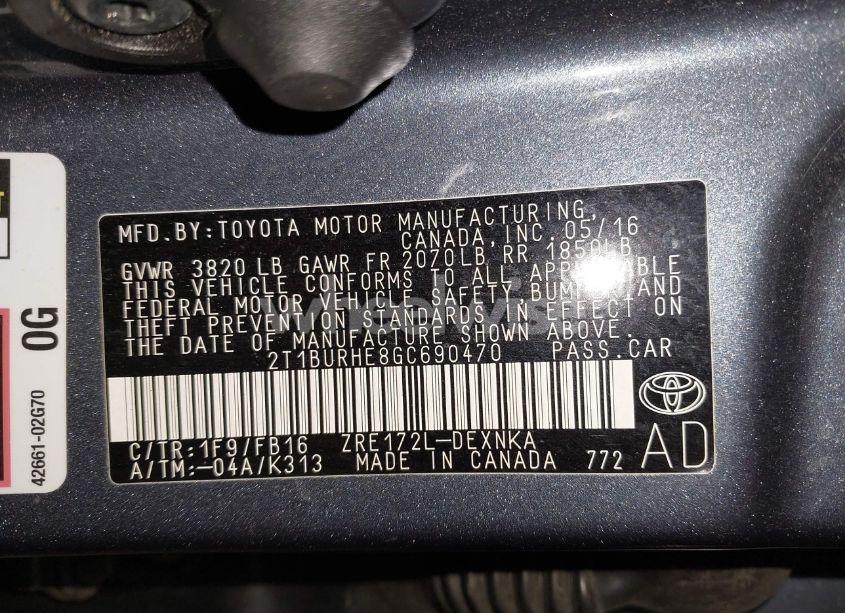 MFD. BY: TOYOTA MOTOR MANUFACTURING,
CANADA, INC. 05/16
GVWR 3820 LB GAWR FR 2070LB RR 1850LB
THIS VEHICLE CONFORMS TO ALL APPLICABLE
FEDERAL MOTOR VEHICLE SAFETY, BUMPER AND
THEFT PREVENTION STANDARDS IN EFFECT ON
THE DATE OF MANUFACTURE SHOWN ABOVE.
2T1BURHE8GC690470 PASS.CAR
C/TR:1F9/FB16 ZRE172L-DEXNKA
A/TM:-04A/K313 MADE IN CANADA 772
AD
0G
42661-02G70